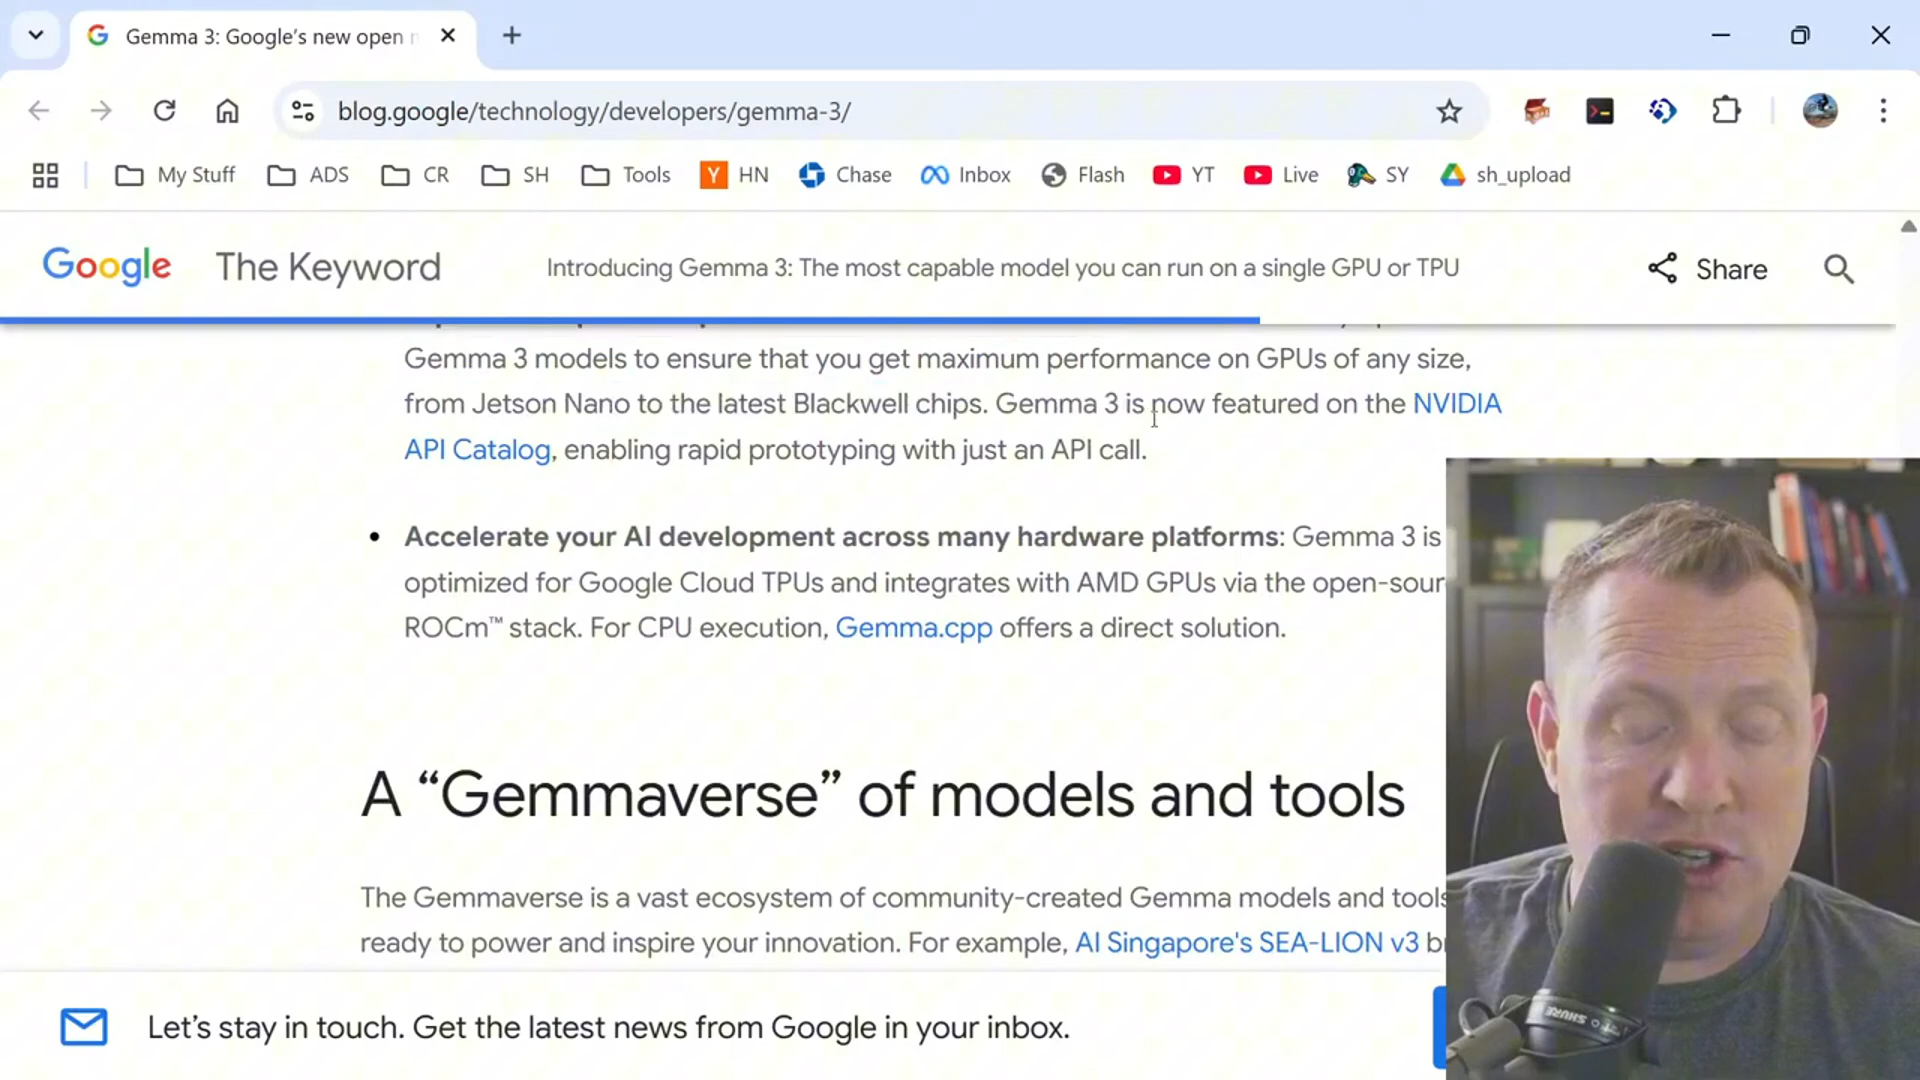 Gemma 3: Google's new open
blog.google/technology/developers/gemma-3/
My Stuff ADS CR SH Tools HN Chase Inbox Flash YT Live SY sh_upload
Google The Keyword Introducing Gemma 3: The most capable model you can run on a single GPU or TPU Share
Gemma 3 models to ensure that you get maximum performance on GPUs of any size,
from Jetson Nano to the latest Blackwell chips. Gemma 3 is now featured on the NVIDIA
API Catalog, enabling rapid prototyping with just an API call.
• Accelerate your AI development across many hardware platforms: Gemma 3 is
optimized for Google Cloud TPUs and integrates with AMD GPUs via the open-sour
ROCm™ stack. For CPU execution, Gemma.cpp offers a direct solution.
A “Gemmaverse” of models and tools
The Gemmaverse is a vast ecosystem of community-created Gemma models and tools
ready to power and inspire your innovation. For example, AI Singapore's SEA-LION v3 b
Let’s stay in touch. Get the latest news from Google in your inbox.
SHURE